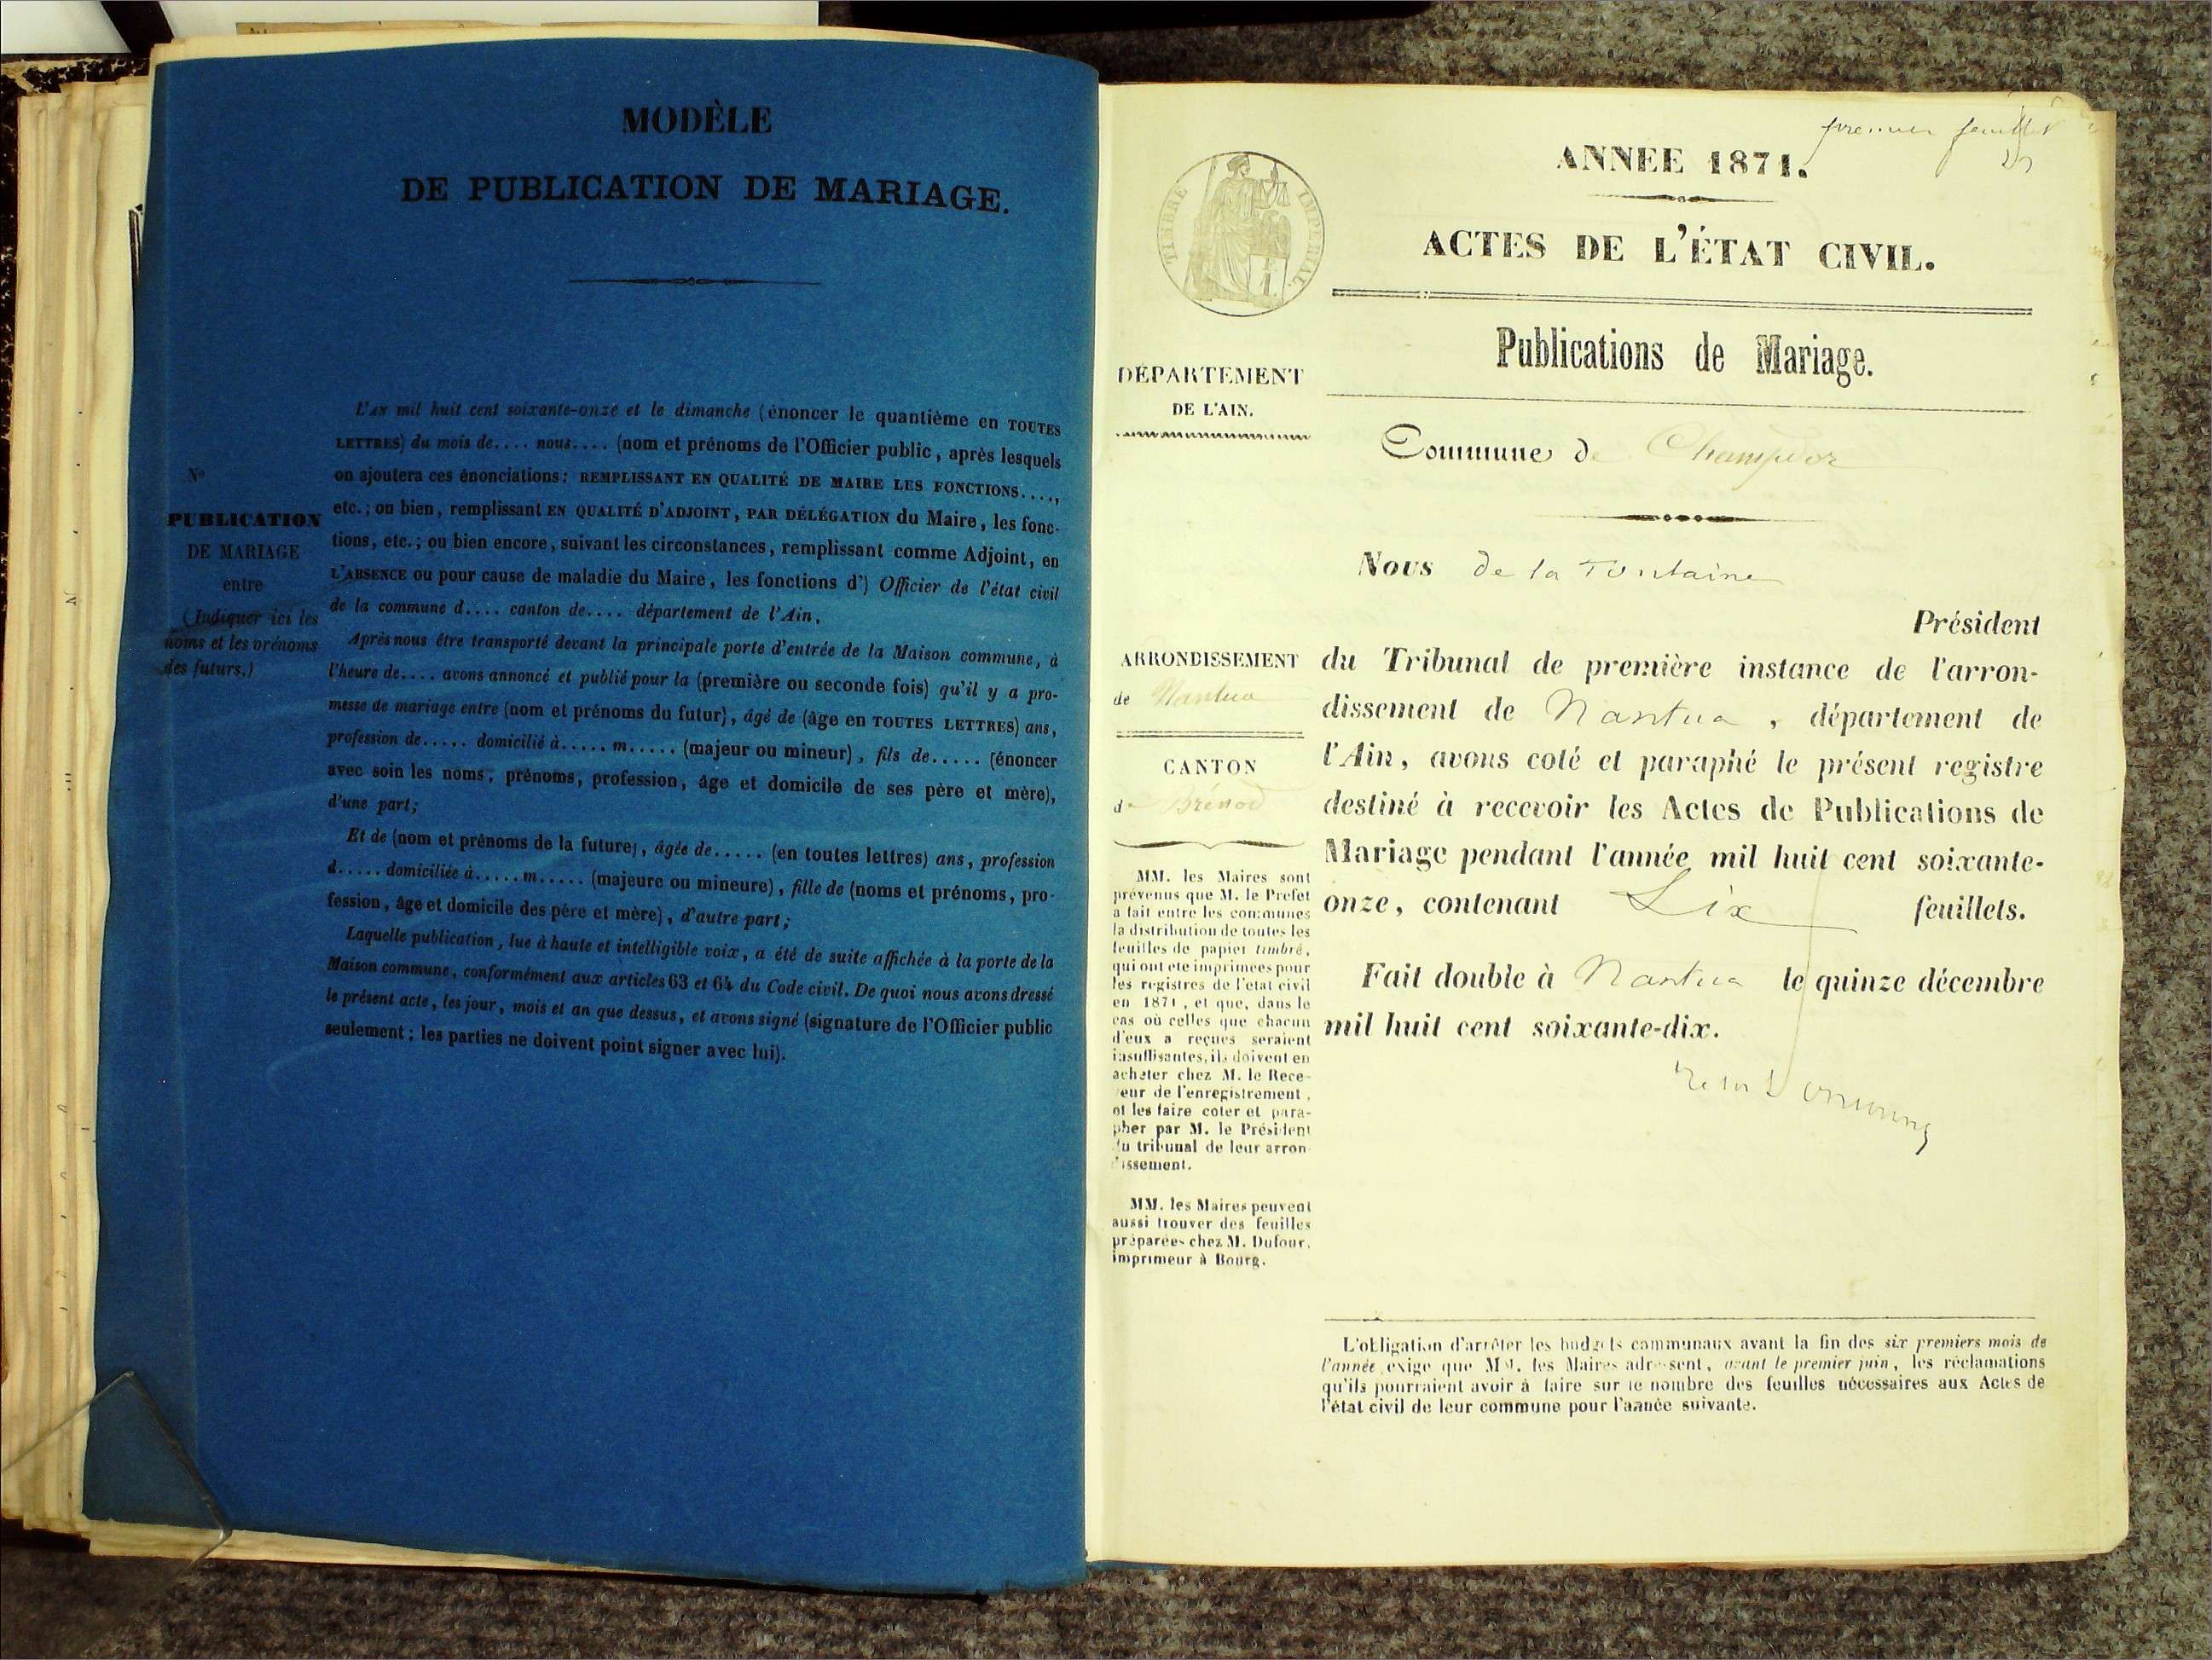 MODÈLE
DE PUBLICATION DE MARIAGE.
N°
PUBLICATION
DE MARIAGE
entre
(Indiquer ici les
noms et les prénoms
des futurs.)
L'AN mil huit cent soixante-onze et le dimanche (énoncer le quantième en TOUTES
LETTRES) du mois de.... nous.... (nom et prénoms de l'Officier public, après lesquels
on ajoutera ces énonciations: REMPLISSANT EN QUALITÉ DE MAIRE LES FONCTIONS....,
etc.; ou bien, remplissant EN QUALITÉ D'ADJOINT, PAR DÉLÉGATION du Maire, les fonc-
tions, etc.; ou bien encore, suivant les circonstances, remplissant comme Adjoint, en
L'ABSENCE ou pour cause de maladie du Maire, les fonctions d') Officier de l'état civil
de la commune d.... canton de.... département de l'Ain,
Après nous être transporté devant la principale porte d'entrée de la Maison commune, à
l'heure de.... avons annoncé et publié pour la (première ou seconde fois) qu'il y a pro-
messe de mariage entre (nom et prénoms du futur), âgé de (âge en TOUTES LETTRES) ans,
profession de..... domicilié à..... m..... (majeur ou mineur), fils de..... (énoncer
avec soin les noms, prénoms, profession, âge et domicile de ses père et mère),
d'une part;
Et de (nom et prénoms de la future), âgée de..... (en toutes lettres) ans, profession
d..... domiciliée à..... m..... (majeure ou mineure), fille de (noms et prénoms, pro-
fession, âge et domicile des père et mère), d'autre part;
Laquelle publication, lue à haute et intelligible voix, a été de suite affichée à la porte de la
Maison commune, conformément aux articles 63 et 64 du Code civil. De quoi nous avons dressé
le présent acte, les jour, mois et an que dessus, et avons signé (signature de l'Officier public
seulement; les parties ne doivent point signer avec lui).
premier feuillet
ANNÉE 1871.
TIMBRE IMPÉRIAL
ACTES DE L'ÉTAT CIVIL.
Publications de Mariage.
DÉPARTEMENT
DE L'AIN.
Commune de Champdor
Nous de la Fontaine
Président
ARRONDISSEMENT
de Nantua
CANTON
de Brénod
du Tribunal de première instance de l'arron-
dissement de Nantua, département de
l'Ain, avons coté et paraphé le présent registre
destiné à recevoir les Actes de Publications de
Mariage pendant l'année mil huit cent soixante-
onze, contenant Six feuillets.
Fait double à Nantua le quinze décembre
mil huit cent soixante-dix.
MM. les Maires sont
prévenus que M. le Préfet
a fait entre les communes
la distribution de toutes les
feuilles de papier timbré,
qui ont été imprimées pour
les registres de l'état civil
en 1871, et que, dans le
cas où celles que chacun
d'eux a reçues seraient
insuffisantes, ils doivent en
acheter chez M. le Rece-
veur de l'enregistrement,
et les faire coter et para-
pher par M. le Président
du tribunal de leur arron-
dissement.
MM. les Maires peuvent
aussi trouver des feuilles
préparées chez M. Dufour,
imprimeur à Bourg.
L'obligation d'arrêter les budgets communaux avant la fin des six premiers mois de
l'année exige que MM. les Maires adressent, avant le premier juin, les réclamations
qu'ils pourraient avoir à faire sur le nombre des feuilles nécessaires aux Actes de
l'état civil de leur commune pour l'année suivante.